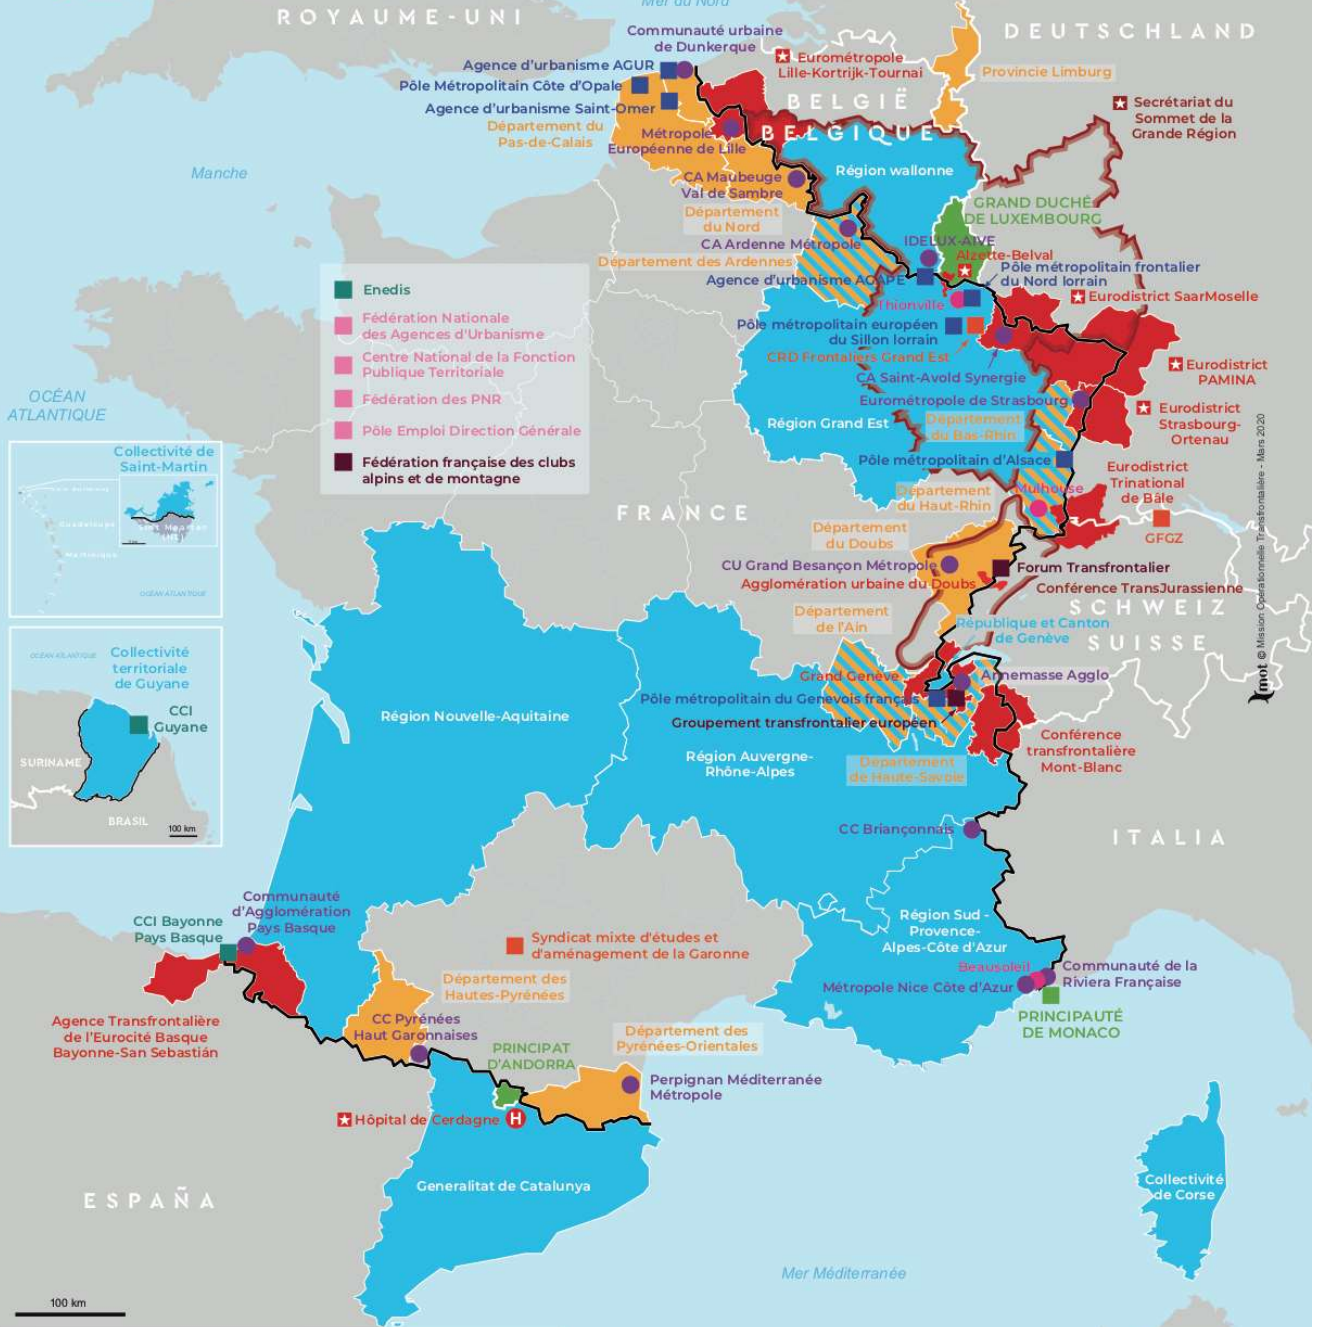 Mer du Nord
ROYAUME-UNI
DEUTSCHLAND
Communauté urbaine
de Dunkerque
Agence d'urbanisme AGUR
Pôle Métropolitain Côte d'Opale
Agence d'urbanisme Saint-Omer
Département du
Pas-de-Calais
Eurométropole
Lille-Kortrijk-Tournai
Provincie Limburg
BELGIË
BELGIQUE
Secrétariat du
Sommet de la
Grande Région
Métropole
Européenne de Lille
Manche
Région wallonne
CA Maubeuge
Val de Sambre
Département
du Nord
GRAND DUCHÉ
DE LUXEMBOURG
CA Ardenne Métropole
IDELUX-AIVE
Département des Ardennes
Alzette-Belval
Agence d'urbanisme AGAPE
Pôle métropolitain frontalier
du Nord lorrain
Thionville
Eurodistrict SaarMoselle
Pôle métropolitain européen
du Sillon lorrain
CRD Frontaliers Grand Est
CA Saint-Avold Synergie
Eurodistrict
PAMINA
Eurométropole de Strasbourg
Région Grand Est
Département
du Bas-Rhin
Eurodistrict
Strasbourg-
Ortenau
Pôle métropolitain d'Alsace
Enedis
Fédération Nationale
des Agences d'Urbanisme
Centre National de la Fonction
Publique Territoriale
Fédération des PNR
Pôle Emploi Direction Générale
Fédération française des clubs
alpins et de montagne
OCÉAN
ATLANTIQUE
Collectivité de
Saint-Martin
Guadeloupe
Martinique
OCÉAN ATLANTIQUE
FRANCE
Département
du Haut-Rhin
Mulhouse
Eurodistrict
Trinational
de Bâle
GFGZ
Département
du Doubs
CU Grand Besançon Métropole
Forum Transfrontalier
Agglomération urbaine du Doubs
Conférence TransJurassienne
SCHWEIZ
SUISSE
mot © Mission Opérationnelle Transfrontalière - Mars 2020
Département
de l'Ain
République et Canton
de Genève
OCÉAN ATLANTIQUE
Collectivité
territoriale
de Guyane
CCI
Guyane
SURINAME
BRASIL
100 km
Grand Genève
Annemasse Agglo
Pôle métropolitain du Genevois français
Groupement transfrontalier européen
Région Nouvelle-Aquitaine
Région Auvergne-
Rhône-Alpes
Département
de Haute-Savoie
Conférence
transfrontalière
Mont-Blanc
CC Briançonnais
ITALIA
Communauté
d'Agglomération
Pays Basque
CCI Bayonne
Pays Basque
Syndicat mixte d'études et
d'aménagement de la Garonne
Région Sud -
Provence-
Alpes-Côte d'Azur
Beausoleil
Communauté de la
Riviera Française
Métropole Nice Côte d'Azur
PRINCIPAUTÉ
DE MONACO
Département des
Hautes-Pyrénées
Agence Transfrontalière
de l'Eurocité Basque
Bayonne-San Sebastián
CC Pyrénées
Haut Garonnaises
Département des
Pyrénées-Orientales
PRINCIPAT
D'ANDORRA
Perpignan Méditerranée
Métropole
Hôpital de Cerdagne
H
ESPAÑA
Generalitat de Catalunya
Collectivité
de Corse
Mer Méditerranée
100 km